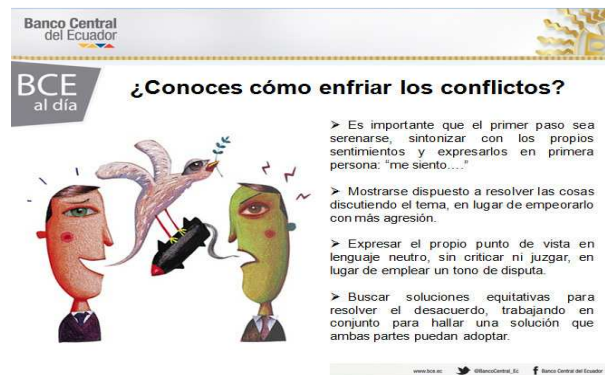 Banco Central
del Ecuador
BCE
al día
¿Conoces cómo enfriar los conflictos?
➢ Es importante que el primer paso sea
serenarse, sintonizar con los propios
sentimientos y expresarlos en primera
persona: “me siento….”
➢ Mostrarse dispuesto a resolver las cosas
discutiendo el tema, en lugar de empeorarlo
con más agresión.
➢ Expresar el propio punto de vista en
lenguaje neutro, sin criticar ni juzgar, en
lugar de emplear un tono de disputa.
➢ Buscar soluciones equitativas para
resolver el desacuerdo, trabajando en
conjunto para hallar una solución que
ambas partes puedan adoptar.
www.bce.ec @BancoCentral_Ec Banco Central del Ecuador